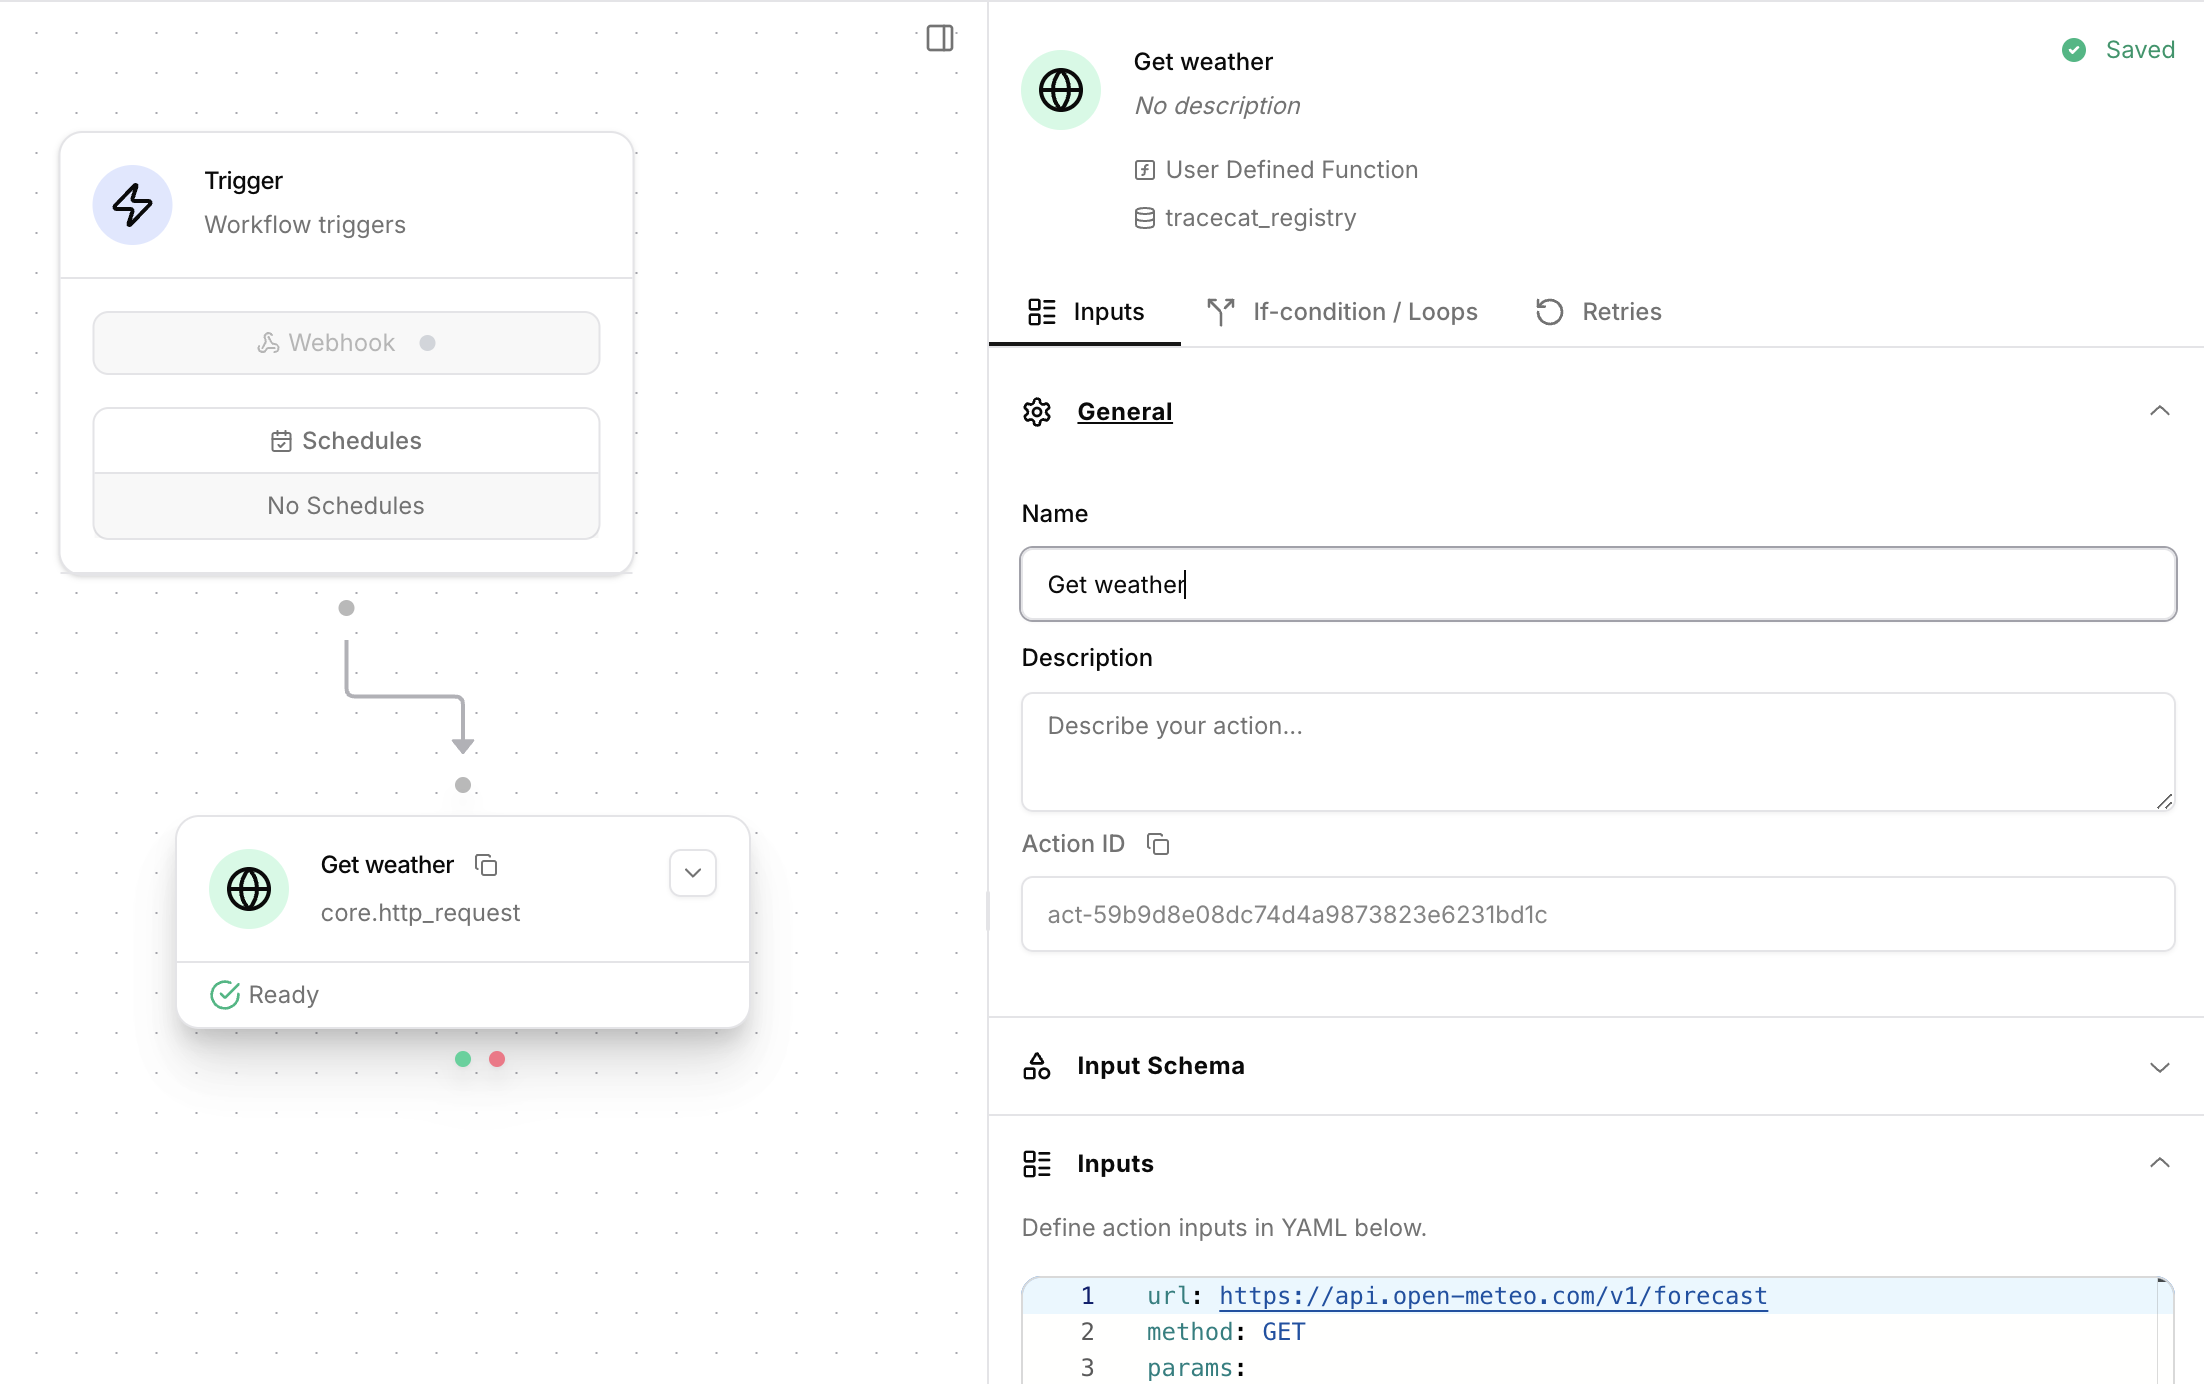 Trigger
Workflow triggers
Webhook
Schedules
No Schedules
Get weather
core.http_request
Ready
Get weather
No description
User Defined Function
tracecat_registry
Saved
Inputs
If-condition / Loops
Retries
General
Name
Get weather
Description
Describe your action...
Action ID
act-59b9d8e08dc74d4a9873823e6231bd1c
Input Schema
Inputs
Define action inputs in YAML below.
1 url: https://api.open-meteo.com/v1/forecast
2 method: GET
3 params: